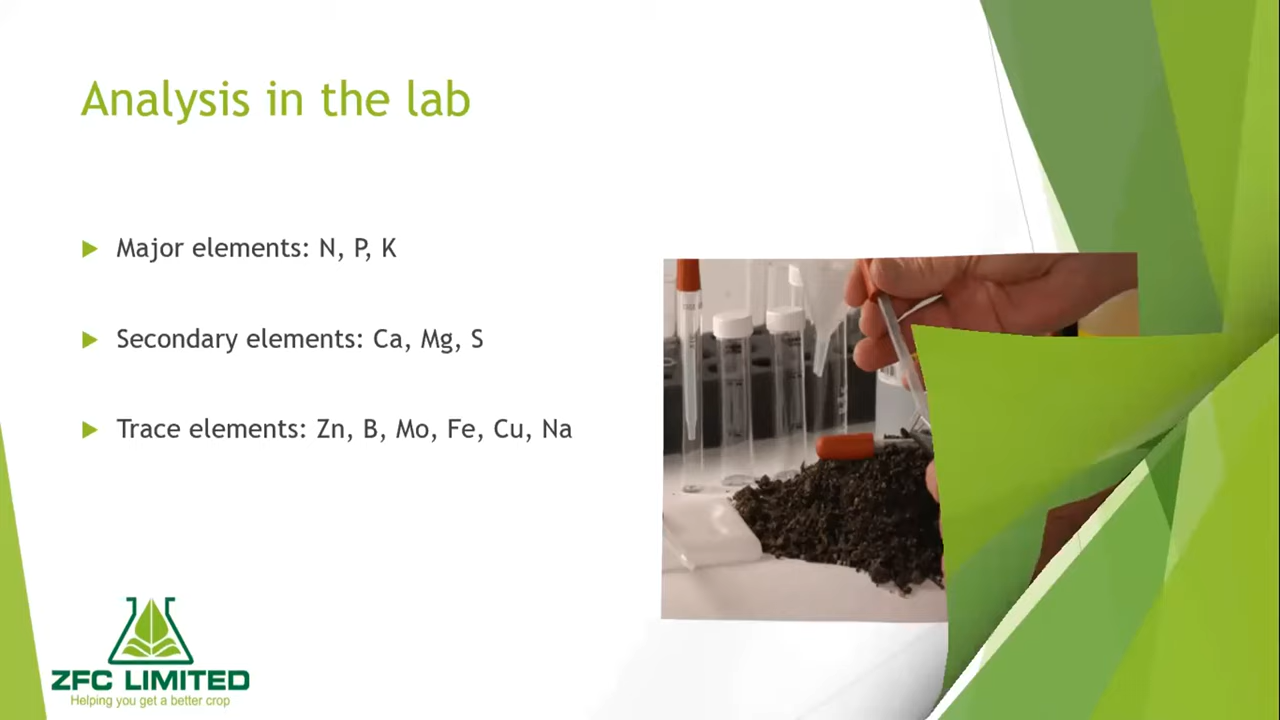 Analysis in the lab
Major elements: N, P, K
Secondary elements: Ca, Mg, S
Trace elements: Zn, B, Mo, Fe, Cu, Na
ZFC LIMITED
Helping you get a better crop